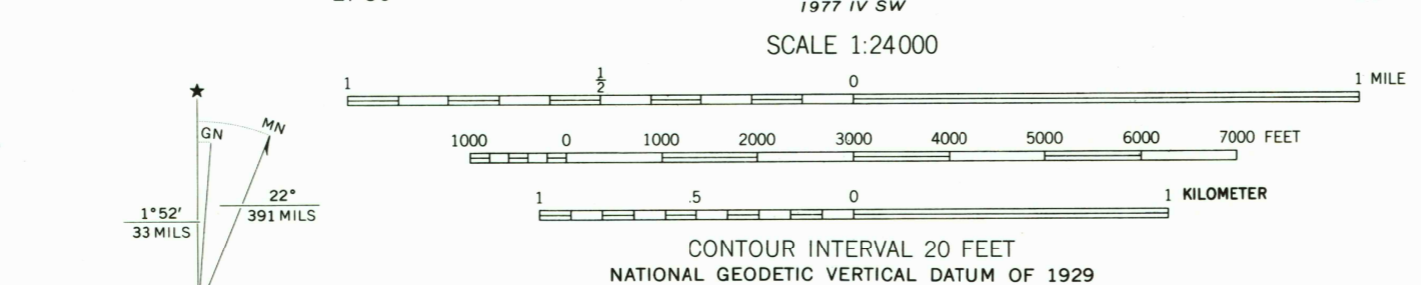 1977 IV SW
SCALE 1:24000
1 1/2 0 1 MILE
1000 0 1000 2000 3000 4000 5000 6000 7000 FEET
1 .5 0 1 KILOMETER
CONTOUR INTERVAL 20 FEET
NATIONAL GEODETIC VERTICAL DATUM OF 1929
★
GN
MN
1°52′
33 MILS
22°
391 MILS